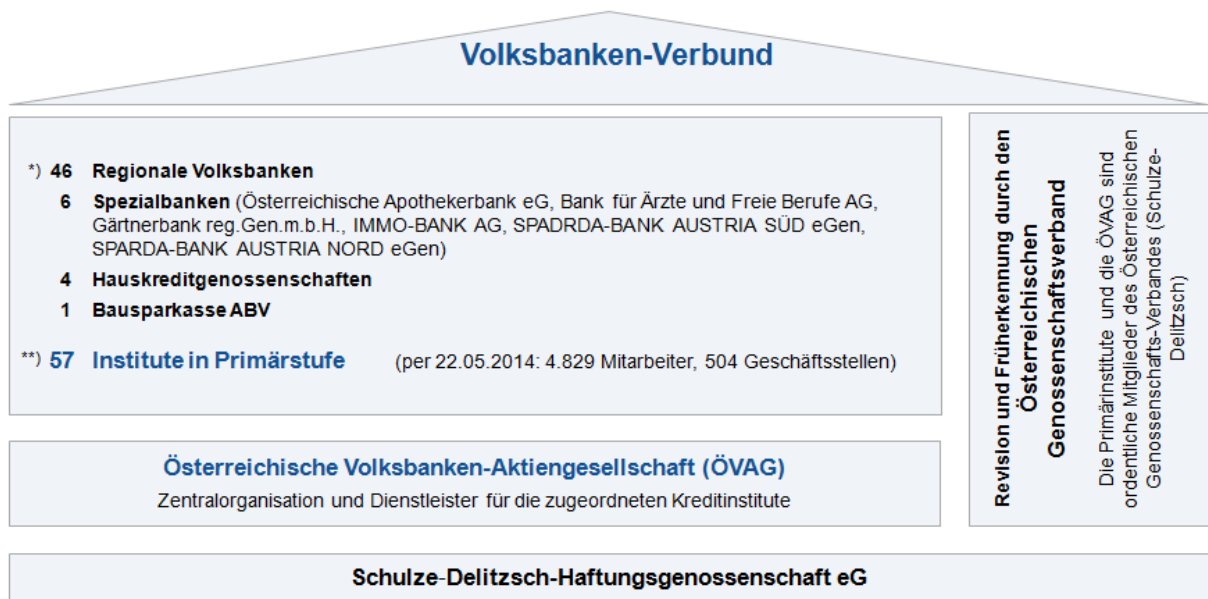 Volksbanken-Verbund
*) 46 Regionale Volksbanken
6 Spezialbanken (Österreichische Apothekerbank eG, Bank für Ärzte und Freie Berufe AG,
Gärtnerbank reg.Gen.m.b.H., IMMO-BANK AG, SPADRDA-BANK AUSTRIA SÜD eGen,
SPARDA-BANK AUSTRIA NORD eGen)
4 Hauskreditgenossenschaften
1 Bausparkasse ABV
**) 57 Institute in Primärstufe (per 22.05.2014: 4.829 Mitarbeiter, 504 Geschäftsstellen)
Österreichische Volksbanken-Aktiengesellschaft (ÖVAG)
Zentralorganisation und Dienstleister für die zugeordneten Kreditinstitute
Revision und Früherkennung durch den
Österreichischen
Genossenschaftsverband
Die Primärinstitute und die ÖVAG sind
ordentliche Mitglieder des Österreichischen
Genossenschafts-Verbandes (Schulze-
Delitzsch)
Schulze-Delitzsch-Haftungsgenossenschaft eG